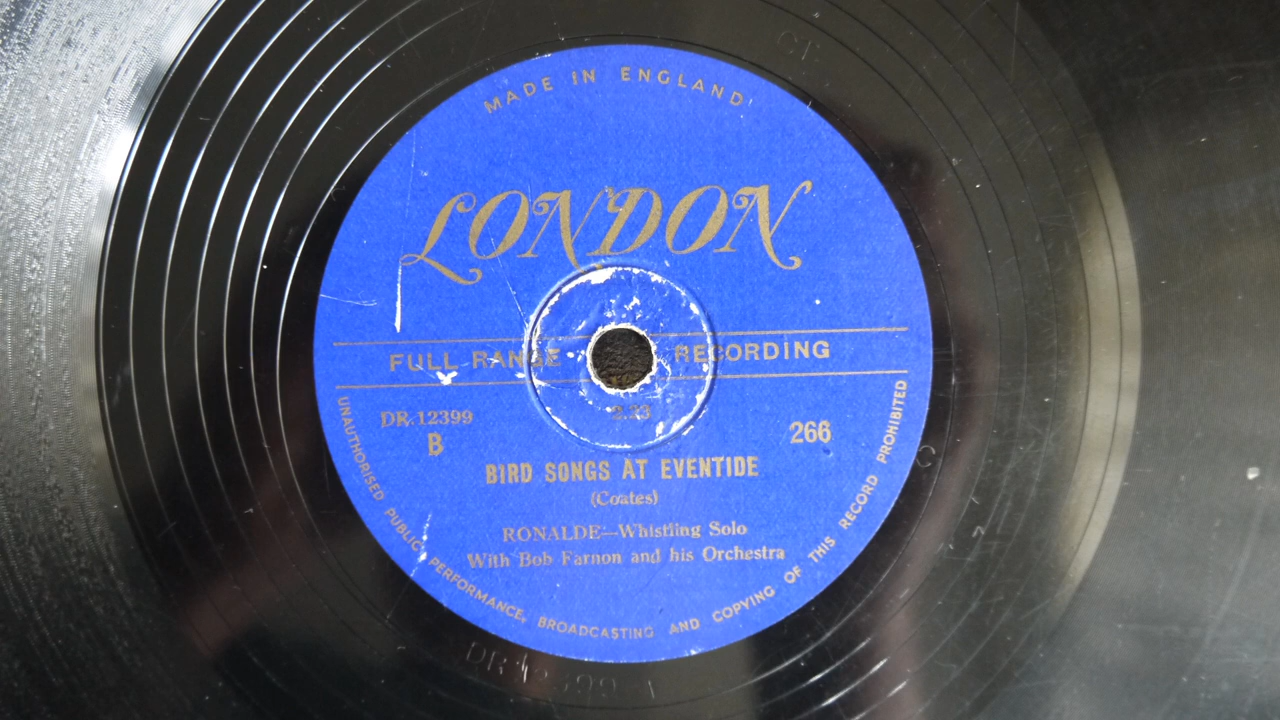 MADE IN ENGLAND
LONDON
FULL RANGE RECORDING
DR.12399
B
2.33
266
BIRD SONGS AT EVENTIDE
(Coates)
RONALDE—Whistling Solo
With Bob Farnon and his Orchestra
UNAUTHORISED PUBLIC PERFORMANCE, BROADCASTING AND COPYING OF THIS RECORD PROHIBITED
CT
C